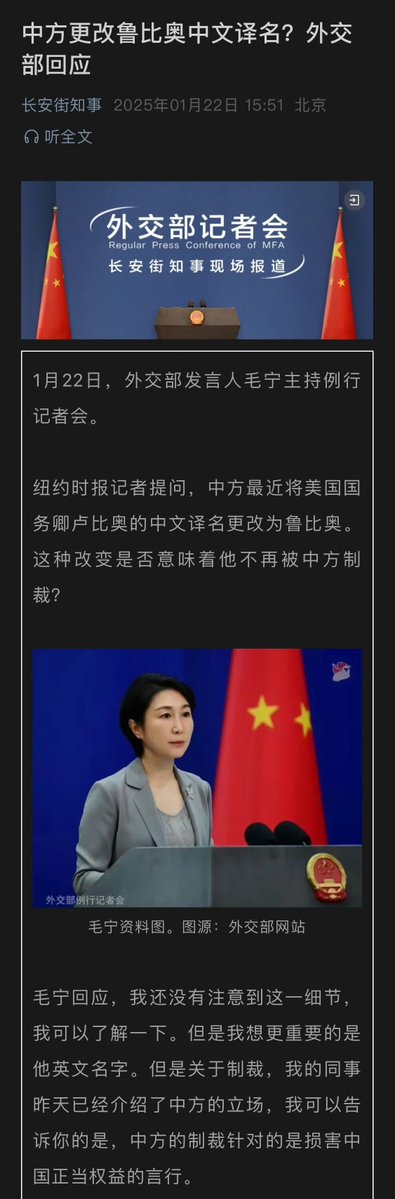 中方更改鲁比奥中文译名？外交
部回应
长安街知事 2025年01月22日 15:51 北京
听全文
外交部记者会
Regular Press Conference of MFA
长安街知事现场报道
1月22日，外交部发言人毛宁主持例行
记者会。
纽约时报记者提问，中方最近将美国国
务卿卢比奥的中文译名更改为鲁比奥。
这种改变是否意味着他不再被中方制
裁？
外交部例行记者会
毛宁资料图。图源：外交部网站
毛宁回应，我还没有注意到这一细节，
我可以了解一下。但是我想更重要的是
他英文名字。但是关于制裁，我的同事
昨天已经介绍了中方的立场，我可以告
诉你的是，中方的制裁针对的是损害中
国正当权益的言行。